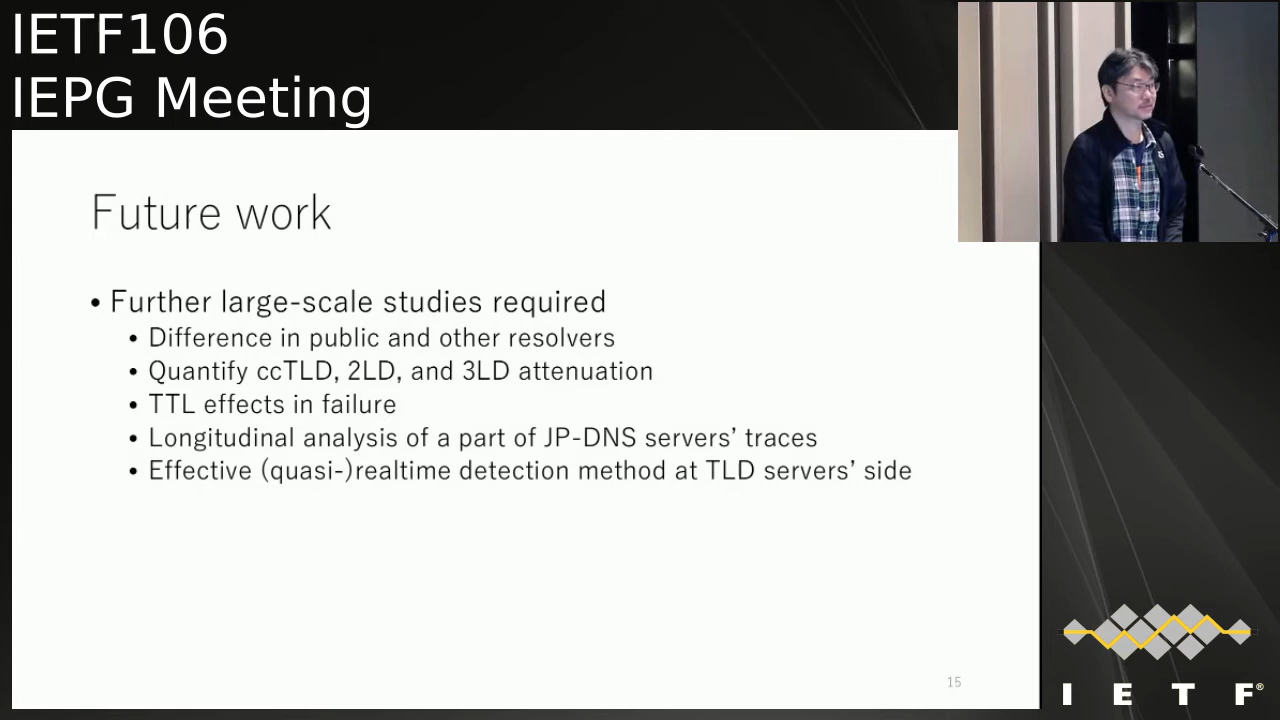 IETF106
IEPG Meeting
Future work
• Further large-scale studies required
• Difference in public and other resolvers
• Quantify ccTLD, 2LD, and 3LD attenuation
• TTL effects in failure
• Longitudinal analysis of a part of JP-DNS servers’ traces
• Effective (quasi-)realtime detection method at TLD servers’ side
15
I E T F®